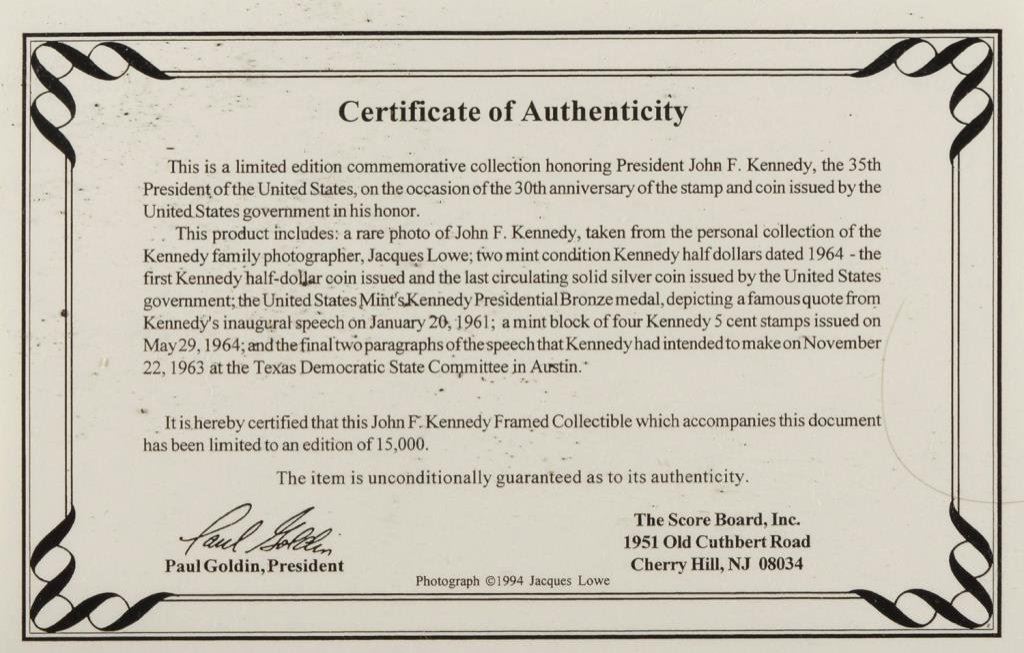 Certificate of Authenticity
This is a limited edition commemorative collection honoring President John F. Kennedy, the 35th
President of the United States, on the occasion of the 30th anniversary of the stamp and coin issued by the
United States government in his honor.
This product includes: a rare photo of John F. Kennedy, taken from the personal collection of the
Kennedy family photographer, Jacques Lowe; two mint condition Kennedy half dollars dated 1964 - the
first Kennedy half-dollar coin issued and the last circulating solid silver coin issued by the United States
government; the United States Mint's Kennedy Presidential Bronze medal, depicting a famous quote from
Kennedy's inaugural speech on January 20, 1961; a mint block of four Kennedy 5 cent stamps issued on
May 29, 1964; and the final two paragraphs of the speech that Kennedy had intended to make on November
22, 1963 at the Texas Democratic State Committee in Austin.
It is hereby certified that this John F. Kennedy Framed Collectible which accompanies this document
has been limited to an edition of 15,000.
The item is unconditionally guaranteed as to its authenticity.
Paul Goldin
Paul Goldin, President
The Score Board, Inc.
1951 Old Cuthbert Road
Cherry Hill, NJ 08034
Photograph ©1994 Jacques Lowe